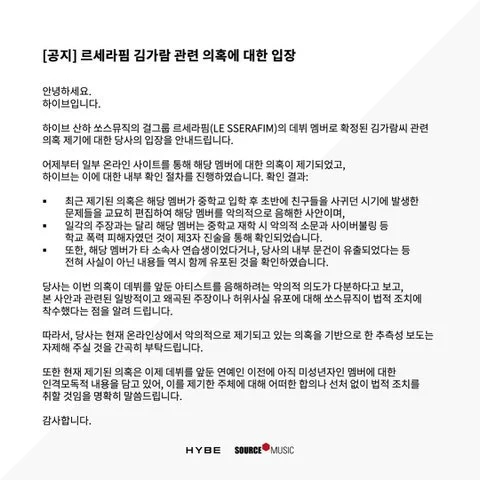 [공지] 르세라핌 김가람 관련 의혹에 대한 입장
안녕하세요.
하이브입니다.
하이브 산하 쏘스뮤직의 걸그룹 르세라핌(LE SSERAFIM)의 데뷔 멤버로 확정된 김가람씨 관련
의혹 제기에 대한 당사의 입장을 안내드립니다.
어제부터 일부 온라인 사이트를 통해 해당 멤버에 대한 의혹이 제기되었고,
하이브는 이에 대한 내부 확인 절차를 진행하였습니다. 확인 결과:
▪ 최근 제기된 의혹은 해당 멤버가 중학교 입학 후 초반에 친구들을 사귀던 시기에 발생한
문제들을 교묘히 편집하여 해당 멤버를 악의적으로 음해한 사안이며,
▪ 일각의 주장과는 달리 해당 멤버는 중학교 재학 시 악의적 소문과 사이버불링 등
학교 폭력 피해자였던 것이 제3자 진술을 통해 확인되었습니다.
▪ 또한, 해당 멤버가 타 소속사 연습생이었다거나, 당사의 내부 문건이 유출되었다는 등
전혀 사실이 아닌 내용들 역시 함께 유포된 것을 확인하였습니다.
당사는 이번 의혹이 데뷔를 앞둔 아티스트를 음해하려는 악의적 의도가 다분하다고 보고,
본 사안과 관련된 일방적이고 왜곡된 주장이나 허위사실 유포에 대해 쏘스뮤직이 법적 조치에
착수했다는 점을 알려 드립니다.
따라서, 당사는 현재 온라인상에서 악의적으로 제기되고 있는 의혹을 기반으로 한 추측성 보도는
자제해 주실 것을 간곡히 부탁드립니다.
또한 현재 제기된 의혹은 이제 데뷔를 앞둔 연예인 이전에 아직 미성년자인 멤버에 대한
인격모독적 내용을 담고 있어, 이를 제기한 주체에 대해 어떠한 합의나 선처 없이 법적 조치를
취할 것임을 명확히 말씀드립니다.
감사합니다.
HYBE SOURCE MUSIC